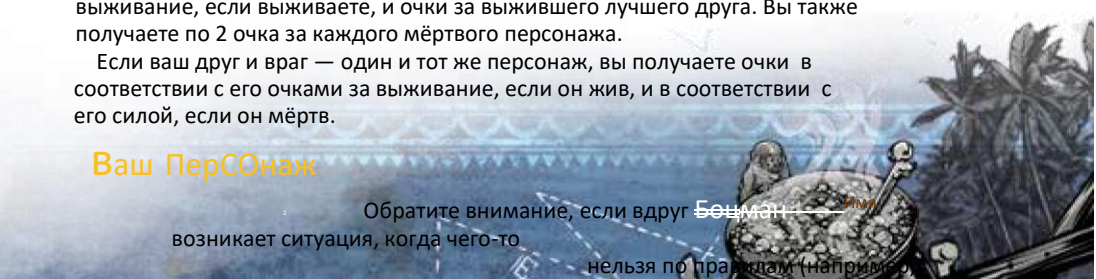 выживание, если выживаете, и очки за выжившего лучшего друга. Вы также
получаете по 2 очка за каждого мёртвого персонажа.
Если ваш друг и враг — один и тот же персонаж, вы получаете очки в
соответствии с его очками за выживание, если он жив, и в соответствии с
его силой, если он мёртв.
Ваш ПерСОнаж
2 Обратите внимание, если вдруг Боцман Имя
возникает ситуация, когда чего-то
нельзя по правилам (например,